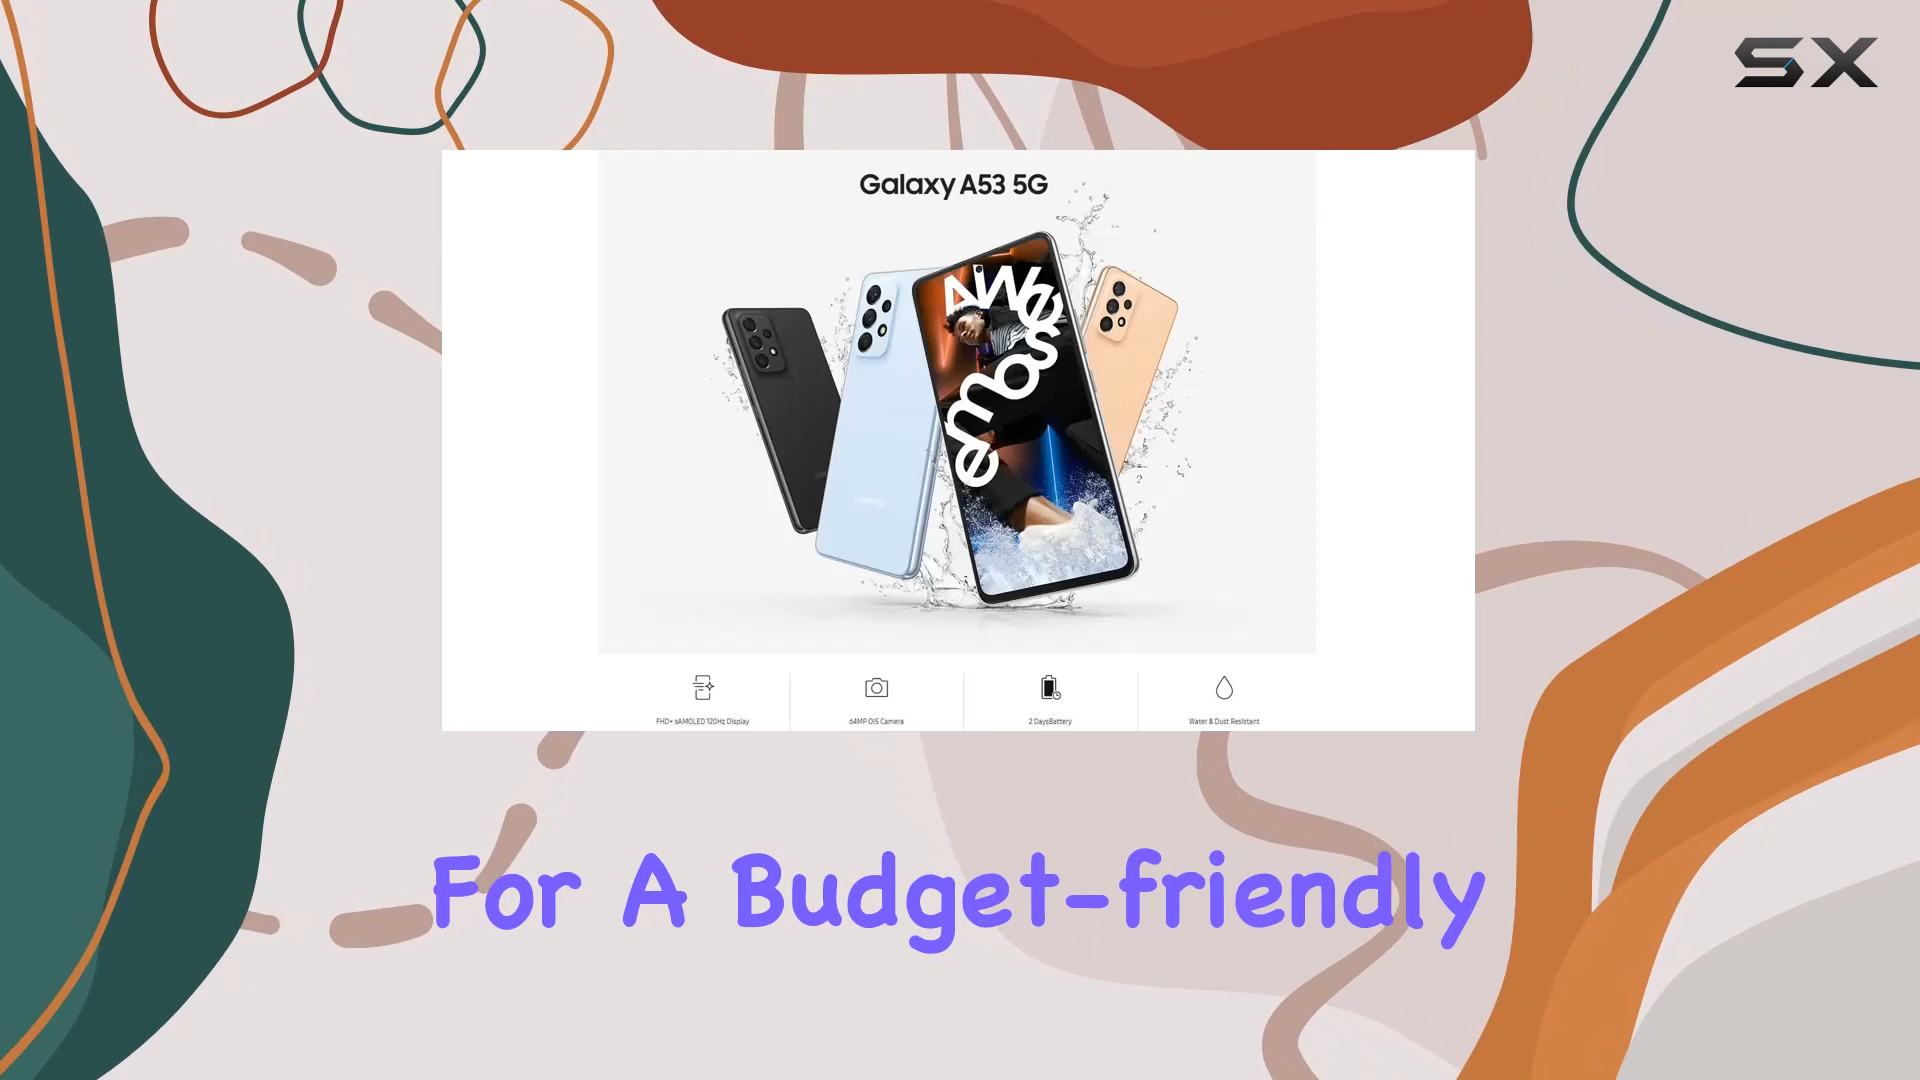 SX
Galaxy A53 5G
Awesome
FHD+ sAMOLED 120Hz Display
64MP OIS Camera
2 DaysBattery
Water & Dust Resistant
For A Budget-friendly